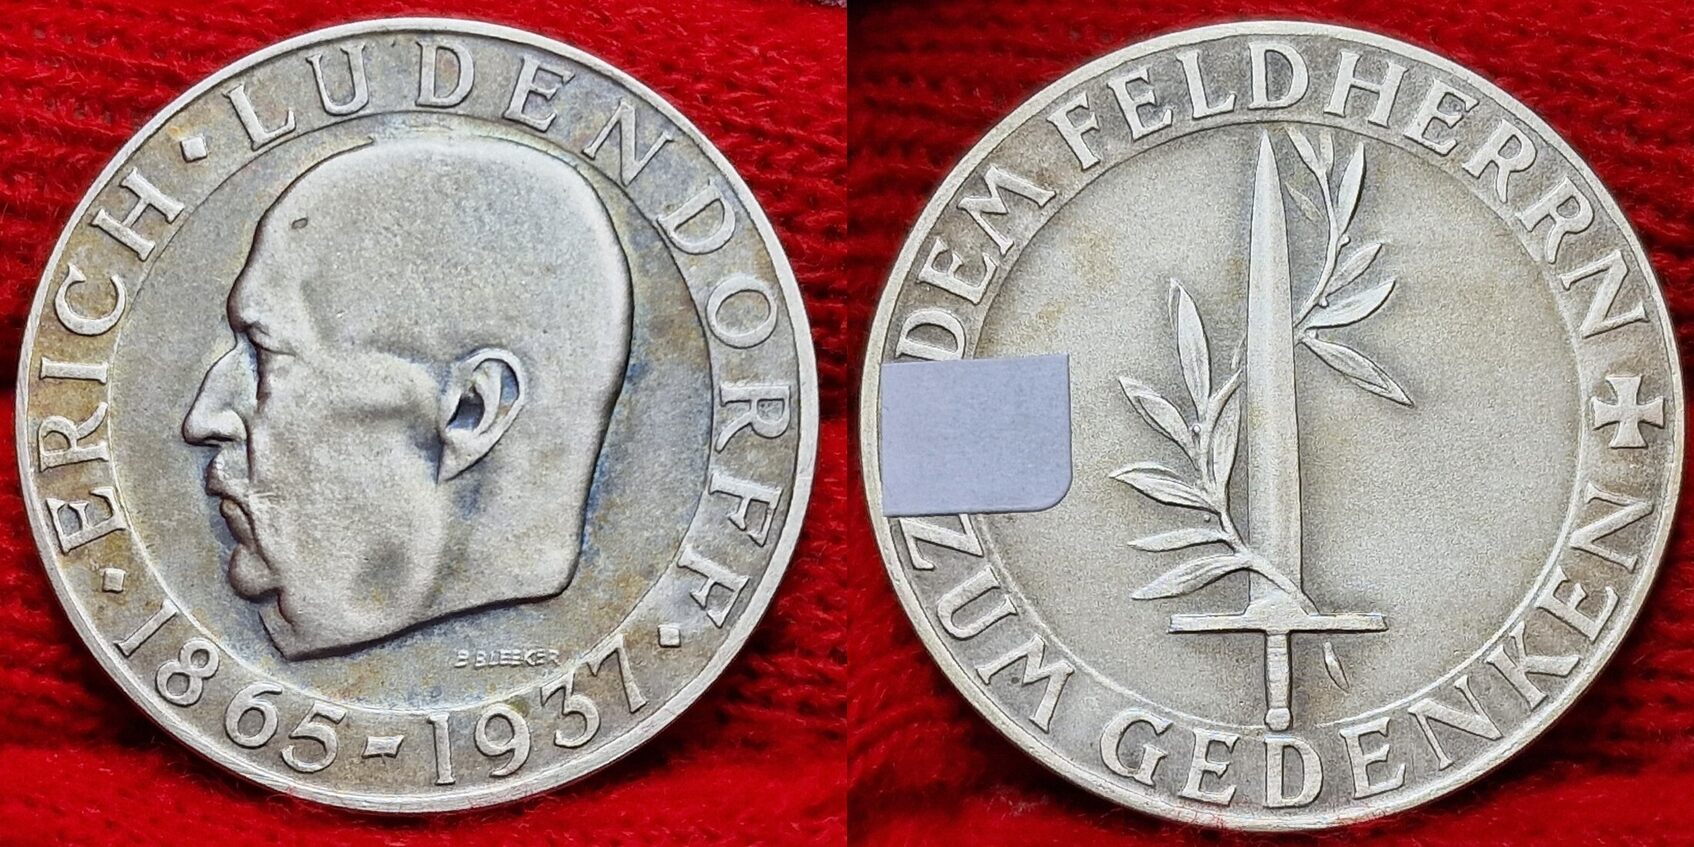 ERICH · LUDENDORFF ·
1865-1937 ·
B BLEEKER
DEM FELDHERRN
ZUM GEDENKEN